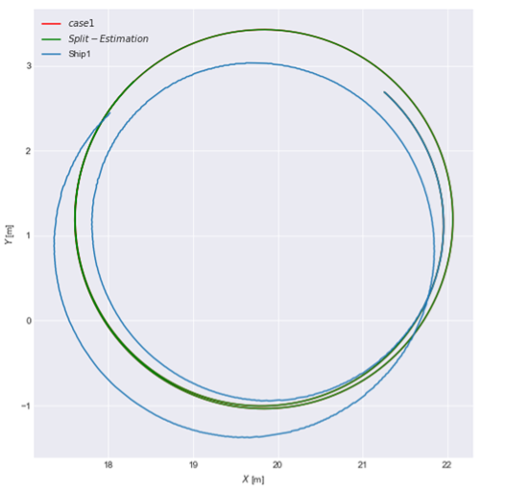 case1
Split − Estimation
Ship1
3
2
1
0
−1
Y [m]
18 19 20 21 22
X [m]